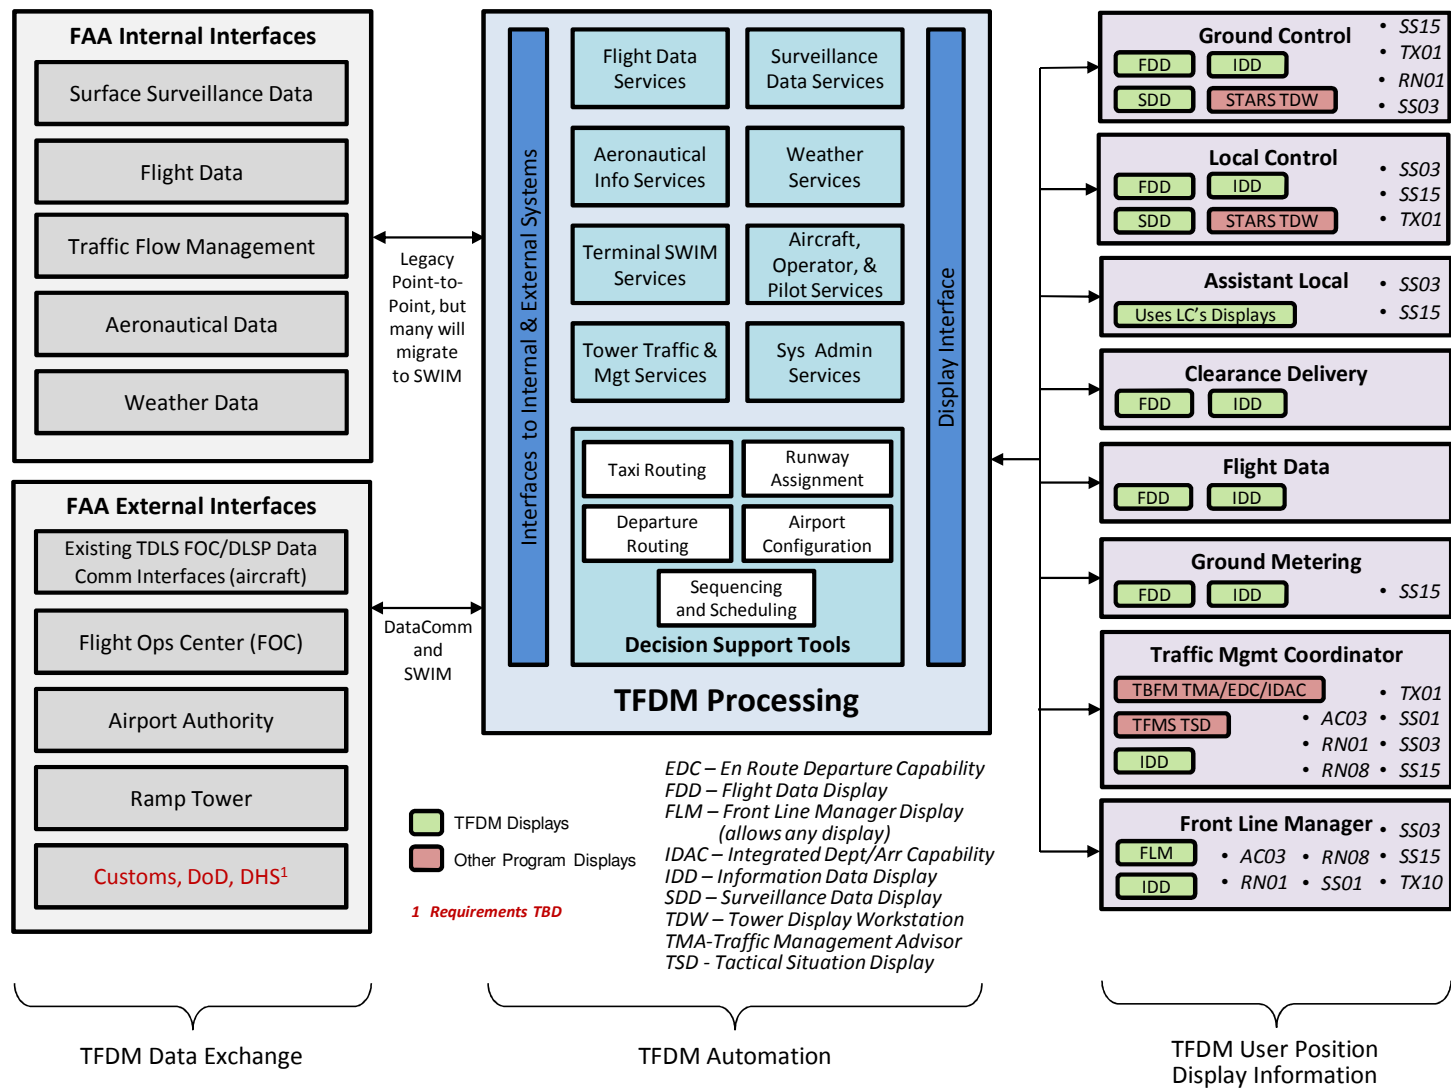 FAA Internal Interfaces
Surface Surveillance Data
Flight Data
Traffic Flow Management
Aeronautical Data
Weather Data
FAA External Interfaces
Existing TDLS FOC/DLSP Data
Comm Interfaces (aircraft)
Flight Ops Center (FOC)
Airport Authority
Ramp Tower
Customs, DoD, DHS¹
Legacy
Point-to-
Point, but
many will
migrate
to SWIM
DataComm
and
SWIM
Interfaces to Internal & External Systems
Flight Data
Services
Surveillance
Data Services
Aeronautical
Info Services
Weather
Services
Terminal SWIM
Services
Aircraft,
Operator, &
Pilot Services
Tower Traffic &
Mgt Services
Sys Admin
Services
Taxi Routing
Runway
Assignment
Departure
Routing
Airport
Configuration
Sequencing
and Scheduling
Decision Support Tools
Display Interface
TFDM Processing
TFDM Displays
Other Program Displays
1 Requirements TBD
EDC – En Route Departure Capability
FDD – Flight Data Display
FLM – Front Line Manager Display
(allows any display)
IDAC – Integrated Dept/Arr Capability
IDD – Information Data Display
SDD – Surveillance Data Display
TDW – Tower Display Workstation
TMA-Traffic Management Advisor
TSD - Tactical Situation Display
Ground Control
FDD
IDD
SDD
STARS TDW
• SS15
• TX01
• RN01
• SS03
Local Control
FDD
IDD
SDD
STARS TDW
• SS03
• SS15
• TX01
Assistant Local
Uses LC's Displays
• SS03
• SS15
Clearance Delivery
FDD
IDD
Flight Data
FDD
IDD
Ground Metering
FDD
IDD
• SS15
Traffic Mgmt Coordinator
TBFM TMA/EDC/IDAC
TFMS TSD
IDD
• AC03
• RN01
• RN08
• TX01
• SS01
• SS03
• SS15
Front Line Manager
FLM
IDD
• AC03
• RN01
• RN08
• SS01
• SS03
• SS15
• TX10
TFDM Data Exchange
TFDM Automation
TFDM User Position
Display Information